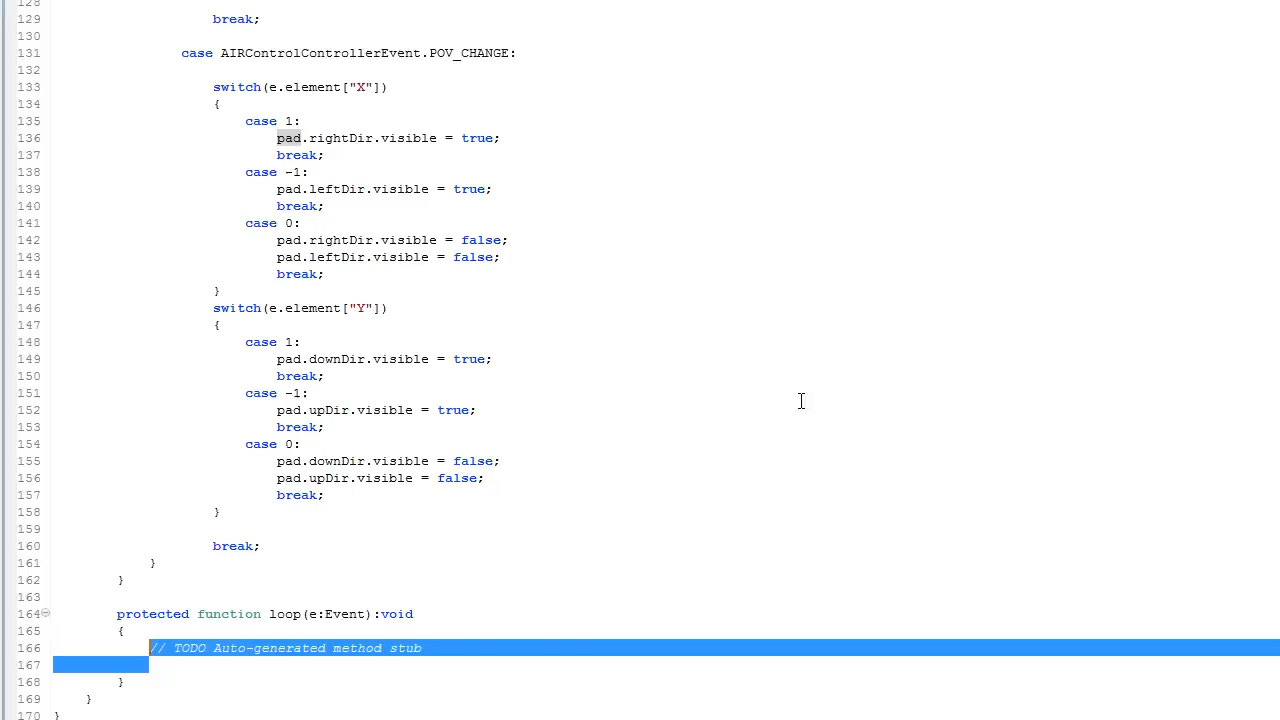 128
129 break;
130
131 case AIRControlControllerEvent.POV_CHANGE:
132
133 switch(e.element["X"])
134 {
135 case 1:
136 pad.rightDir.visible = true;
137 break;
138 case -1:
139 pad.leftDir.visible = true;
140 break;
141 case 0:
142 pad.rightDir.visible = false;
143 pad.leftDir.visible = false;
144 break;
145 }
146 switch(e.element["Y"])
147 {
148 case 1:
149 pad.downDir.visible = true;
150 break;
151 case -1:
152 pad.upDir.visible = true;
153 break;
154 case 0:
155 pad.downDir.visible = false;
156 pad.upDir.visible = false;
157 break;
158 }
159
160 break;
161 }
162 }
163
164 protected function loop(e:Event):void
165 {
166 // TODO Auto-generated method stub
167
168 }
169 }
170 }